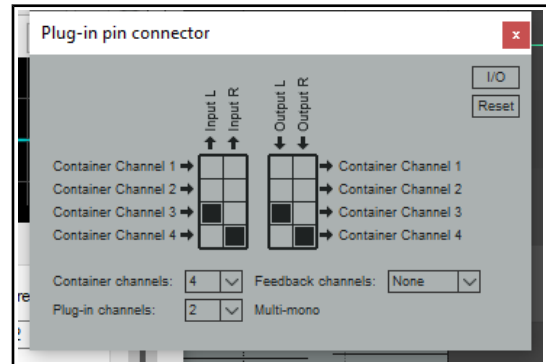 Plug-in pin connector
x
I/O
Reset
Input L
Input R
Output L
Output R
Container Channel 1
Container Channel 1
Container Channel 2
Container Channel 2
Container Channel 3
Container Channel 3
Container Channel 4
Container Channel 4
Container channels: 4 Feedback channels: None
re
Plug-in channels: 2 Multi-mono